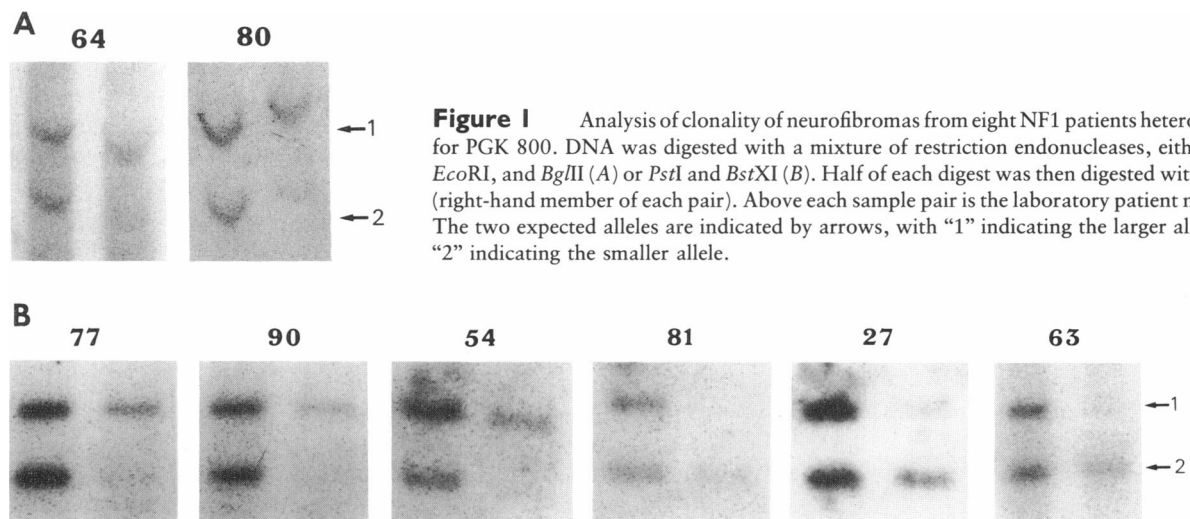 A
64 80
1
2
Figure 1 Analysis of clonality of neurofibromas from eight NF1 patients hetero
for PGK 800. DNA was digested with a mixture of restriction endonucleases, eith
EcoRI, and BglII (A) or PstI and BstXI (B). Half of each digest was then digested wit
(right-hand member of each pair). Above each sample pair is the laboratory patient n
The two expected alleles are indicated by arrows, with “1” indicating the larger al
“2” indicating the smaller allele.
B
77 90 54 81 27 63
1
2